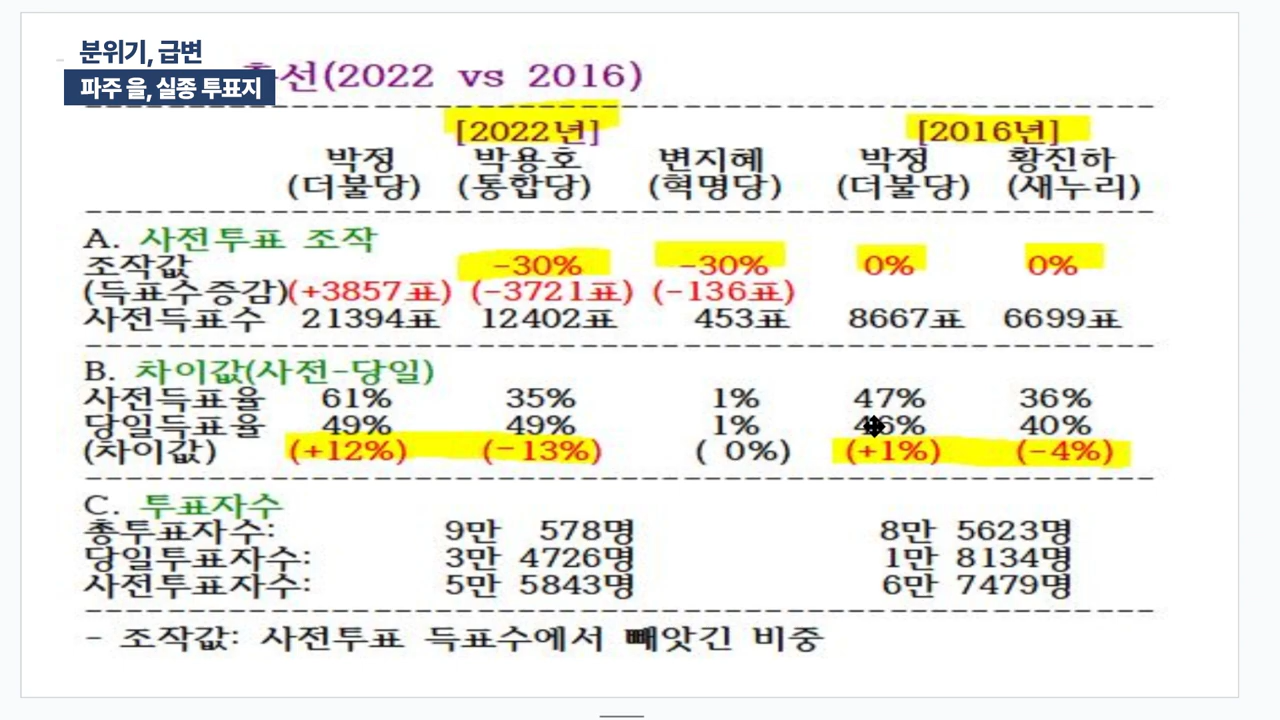 분위기, 급변
파주 을, 실종 투표지
총선(2022 vs 2016)
[2022년] [2016년]
박정 박용호 변지혜 박정 황진하
(더불당) (통합당) (혁명당) (더불당) (새누리)
A. 사전투표 조작
조작값 -30% -30% 0% 0%
(득표수증감)(+3857표) (-3721표) (-136표)
사전득표수 21394표 12402표 453표 8667표 6699표
B. 차이값(사전-당일)
사전득표율 61% 35% 1% 47% 36%
당일득표율 49% 49% 1% 46% 40%
(차이값) (+12%) (-13%) ( 0%) (+1%) (-4%)
C. 투표자수
총투표자수: 9만 578명 8만 5623명
당일투표자수: 3만 4726명 1만 8134명
사전투표자수: 5만 5843명 6만 7479명
- 조작값: 사전투표 득표수에서 빼앗긴 비중